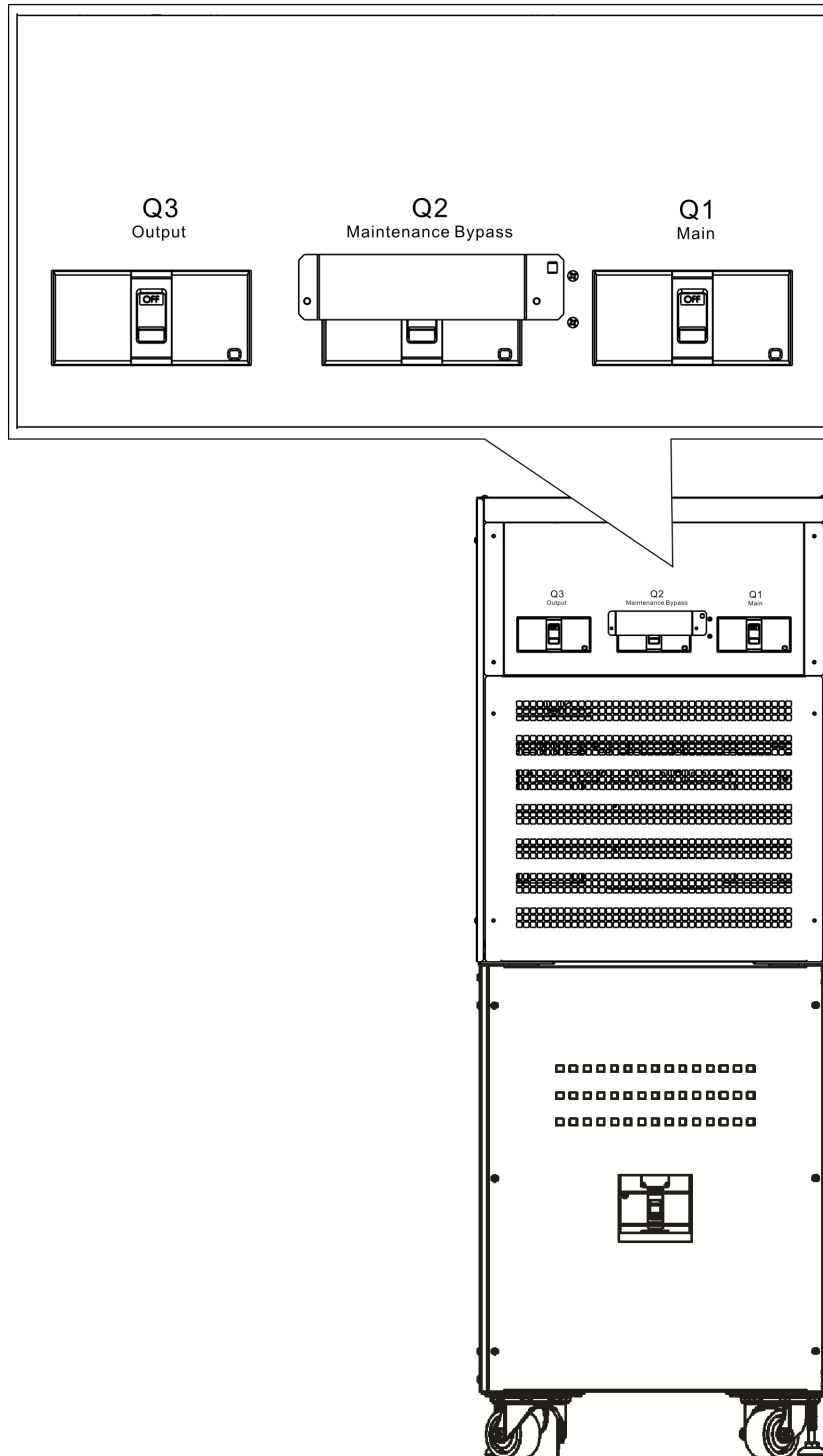 Q3
Output
Q2
Maintenance Bypass
Q1
Main
OFF
OFF
Q3
Output
Q2
Maintenance Bypass
Q1
Main